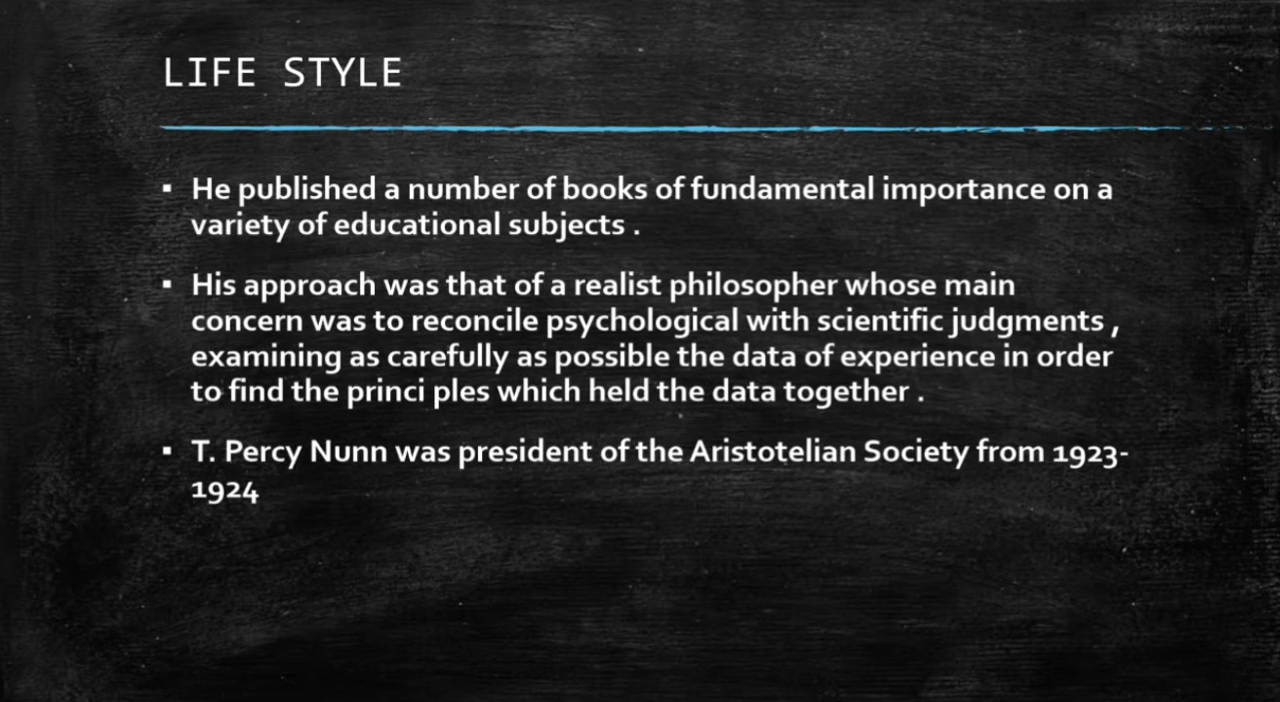 LIFE STYLE
▪ He published a number of books of fundamental importance on a
variety of educational subjects .
▪ His approach was that of a realist philosopher whose main
concern was to reconcile psychological with scientific judgments ,
examining as carefully as possible the data of experience in order
to find the princi ples which held the data together .
▪ T. Percy Nunn was president of the Aristotelian Society from 1923-
1924